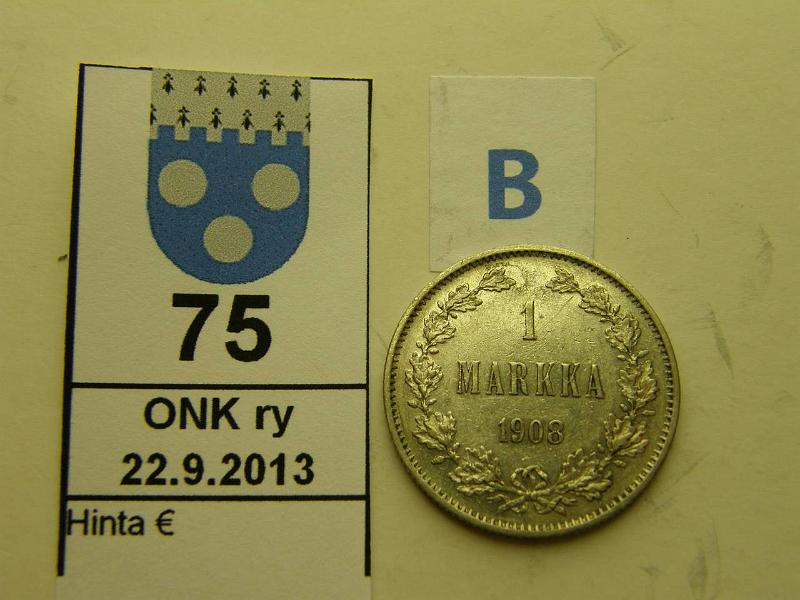 75
ONK ry
22.9.2013
Hinta €
B
1
MARKKA
1908